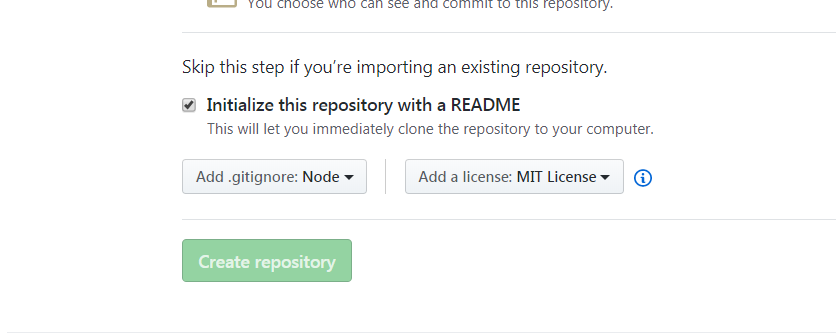 You choose who can see and commit to this repository.
Skip this step if you’re importing an existing repository.
Initialize this repository with a README
This will let you immediately clone the repository to your computer.
Add .gitignore: Node Add a license: MIT License
Create repository